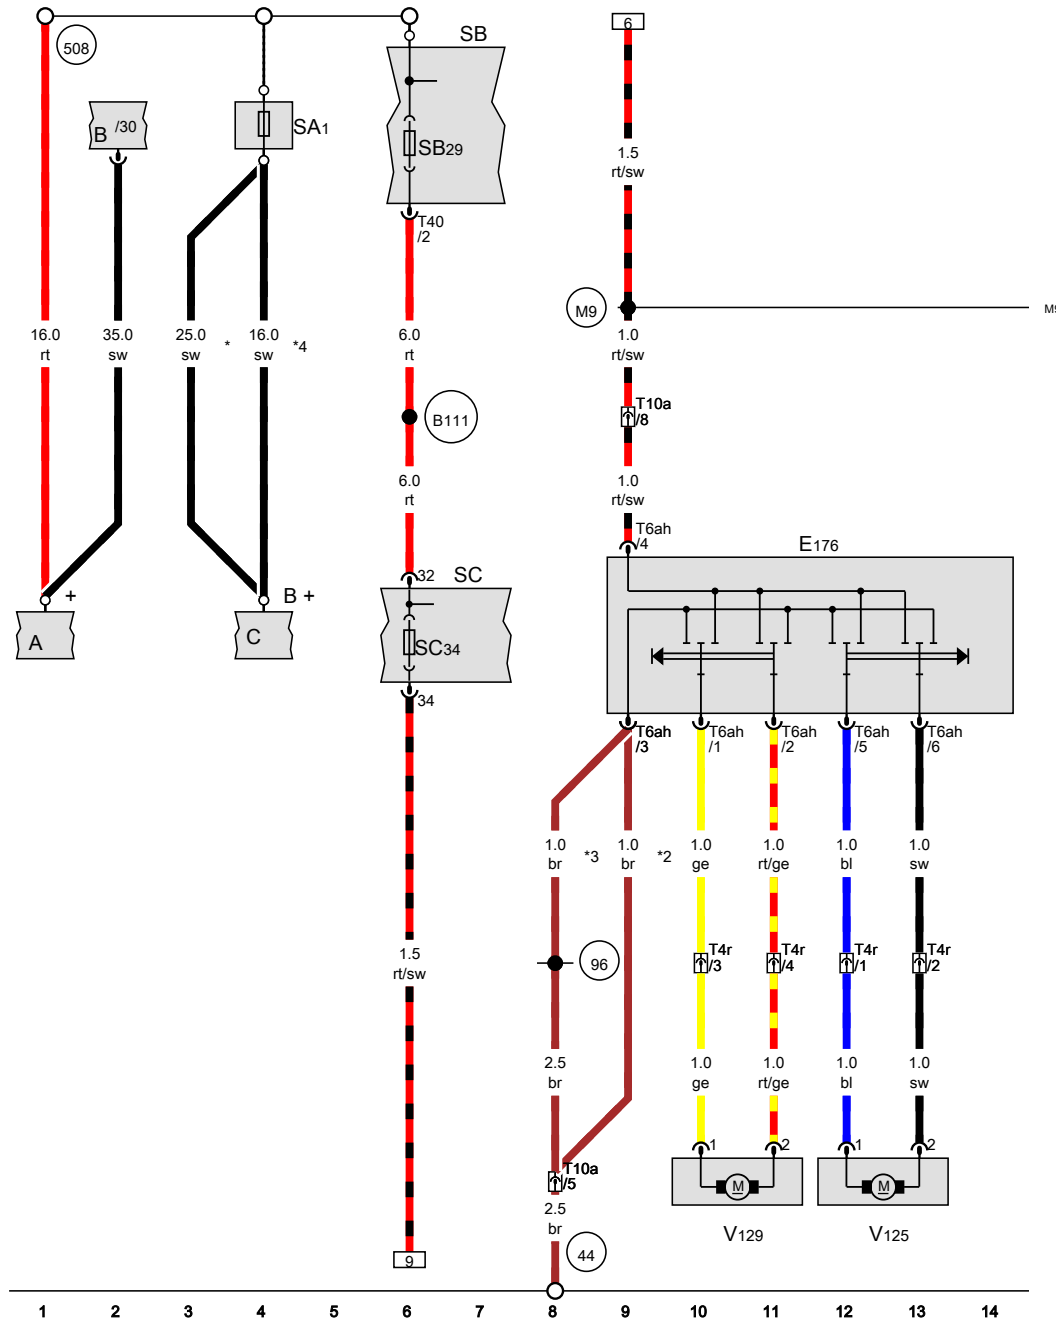 6
508
SB
B /30
SA1
SB29
1.5
rt/sw
T40
/2
M9
M9
16.0
rt
35.0
sw
25.0
sw
*
16.0
sw
*4
6.0
rt
1.0
rt/sw
B111
T10a
/8
6.0
rt
1.0
rt/sw
T6ah
/4
E176
32
SC
+
B +
A
C
SC34
34
T6ah
/3
T6ah
/1
T6ah
/2
T6ah
/5
T6ah
/6
1.0
br
*3
1.0
br
*2
1.0
ge
1.0
rt/ge
1.0
bl
1.0
sw
1.5
rt/sw
96
T4r
/3
T4r
/4
T4r
/1
T4r
/2
2.5
br
1.0
ge
1.0
rt/ge
1.0
bl
1.0
sw
1
2
1
2
T10a
/5
M
M
2.5
br
V129
V125
9
44
1 2 3 4 5 6 7 8 9 10 11 12 13 14